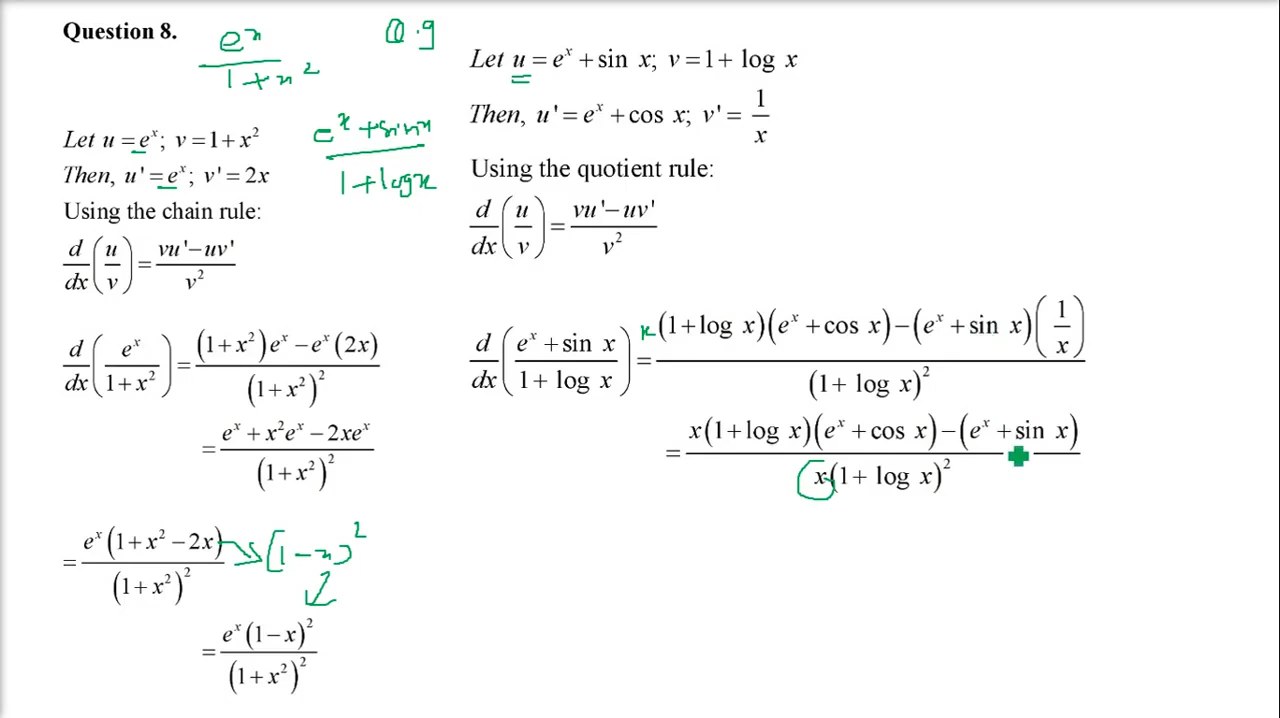 Question 8.
e^x / 1+x^2
Let u = e^x; v = 1 + x^2
Then, u' = e^x; v' = 2x
Using the chain rule:
d/dx (u/v) = vu'−uv' / v^2
d/dx (e^x / 1+x^2) = (1+x^2)e^x − e^x(2x) / (1+x^2)^2
= e^x + x^2e^x − 2xe^x / (1+x^2)^2
= e^x(1+x^2−2x) / (1+x^2)^2 → (1−x)^2
= e^x(1−x)^2 / (1+x^2)^2
Q.9
e^x+sinx / 1+logx
Let u = e^x + sin x; v = 1 + log x
Then, u' = e^x + cos x; v' = 1/x
Using the quotient rule:
d/dx (u/v) = vu'−uv' / v^2
d/dx (e^x + sin x / 1 + log x) = x (1+log x)(e^x + cos x)−(e^x + sin x)(1/x) / (1+ log x)^2
= x(1+log x)(e^x + cos x)−(e^x + sin x) / x(1+ log x)^2